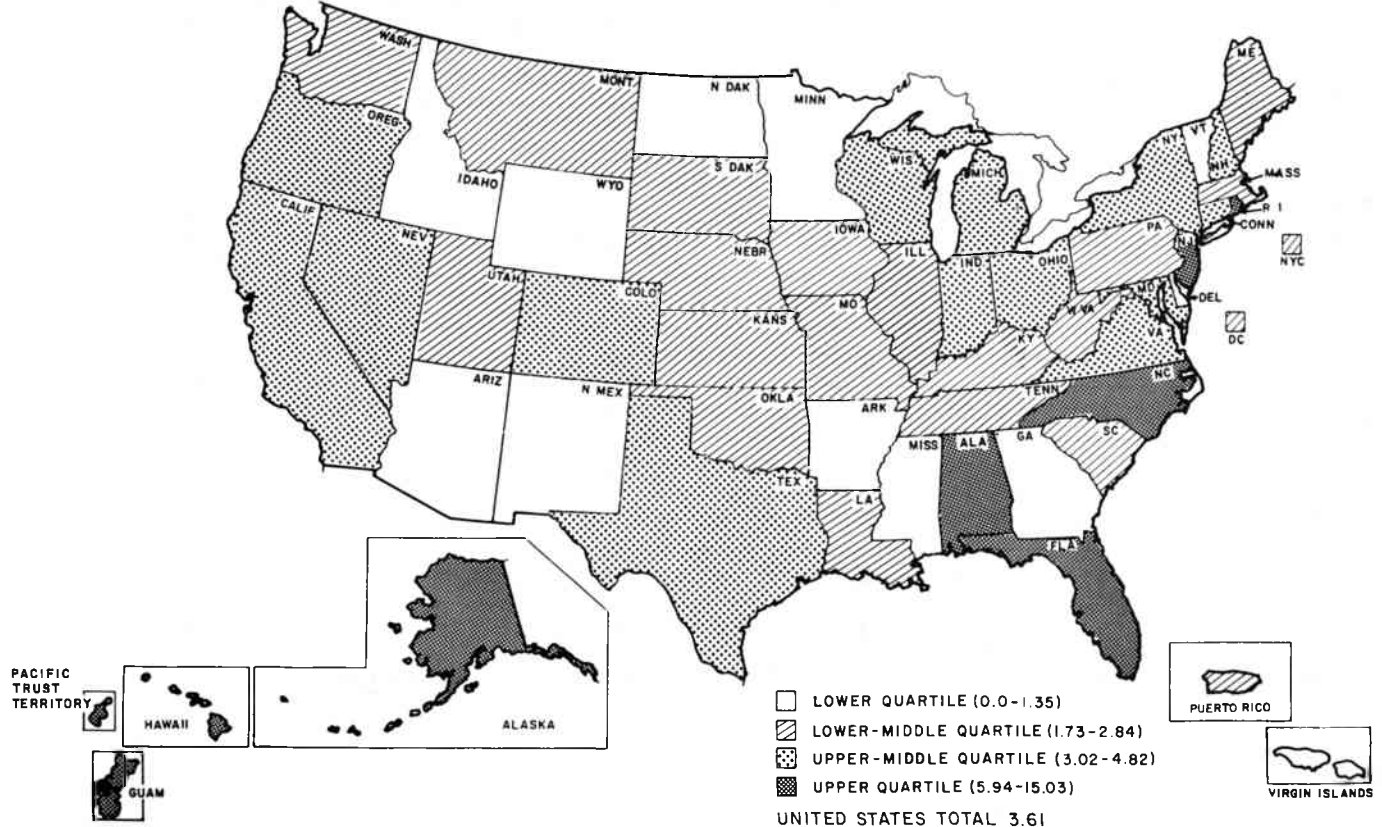 WASH
MONT
N DAK
MINN
ME
OREG
IDAHO
WYO
S DAK
WIS
MICH
NY
VT
NH
MASS
R I
CONN
NYC
CALIF
NEV
UTAH
COLO
NEBR
IOWA
ILL
IND
OHIO
PA
NJ
DEL
MD
DC
KANS
MO
KY
W VA
VA
ARIZ
N MEX
OKLA
ARK
TENN
NC
TEX
LA
MISS
ALA
GA
SC
FLA
PACIFIC
TRUST
TERRITORY
HAWAII
ALASKA
GUAM
PUERTO RICO
VIRGIN ISLANDS
LOWER QUARTILE (0.0-1.35)
LOWER-MIDDLE QUARTILE (1.73-2.84)
UPPER-MIDDLE QUARTILE (3.02-4.82)
UPPER QUARTILE (5.94-15.03)
UNITED STATES TOTAL 3.61